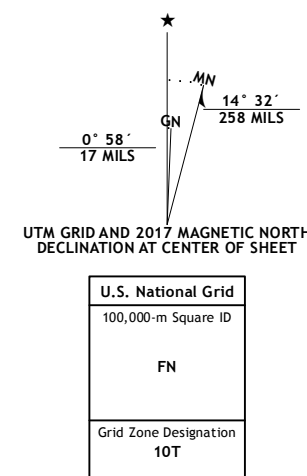 ★
MN
GN
0° 58´
17 MILS
14° 32´
258 MILS
UTM GRID AND 2017 MAGNETIC NORTH
DECLINATION AT CENTER OF SHEET
U.S. National Grid
100,000-m Square ID
FN
Grid Zone Designation
10T